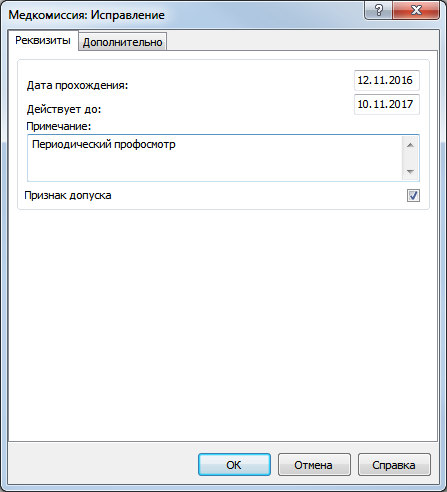 Медкомиссия: Исправление
Реквизиты Дополнительно
Дата прохождения: 12.11.2016
Действует до: 10.11.2017
Примечание:
Периодический профосмотр
Признак допуска
OK Отмена Справка